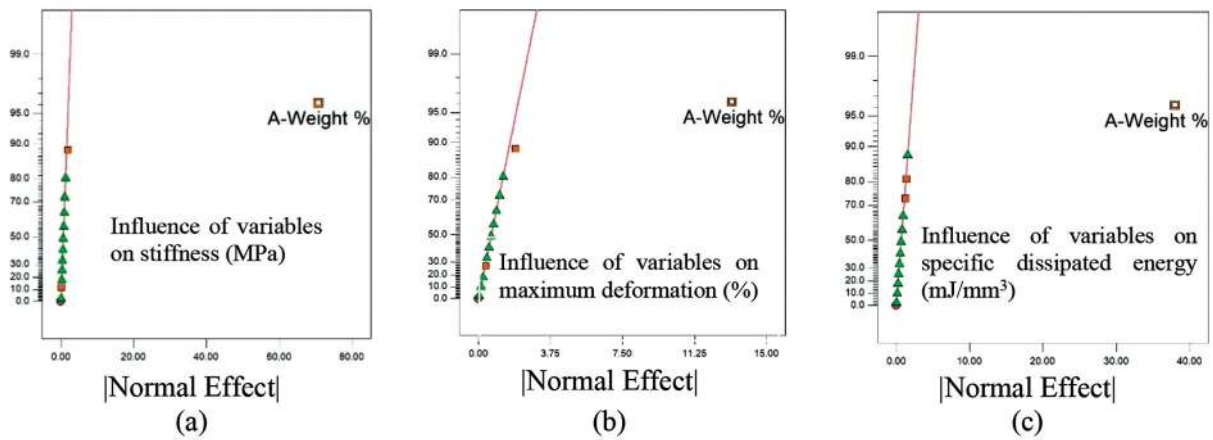 99.0
95.0
90.0
80.0
70.0
50.0
30.0
20.0
10.0
0.0
A-Weight %
Influence of variables
on stiffness (MPa)
0.00 20.00 40.00 60.00 80.00
|Normal Effect|
(a)
99.0
95.0
90.0
80.0
70.0
50.0
30.0
20.0
10.0
0.0
A-Weight %
Influence of variables on
maximum deformation (%)
0.00 3.75 7.50 11.25 15.00
|Normal Effect|
(b)
99.0
95.0
90.0
80.0
70.0
50.0
30.0
20.0
10.0
0.0
A-Weight %
Influence of variables on
specific dissipated energy
(mJ/mm³)
0.00 10.00 20.00 30.00 40.00
|Normal Effect|
(c)